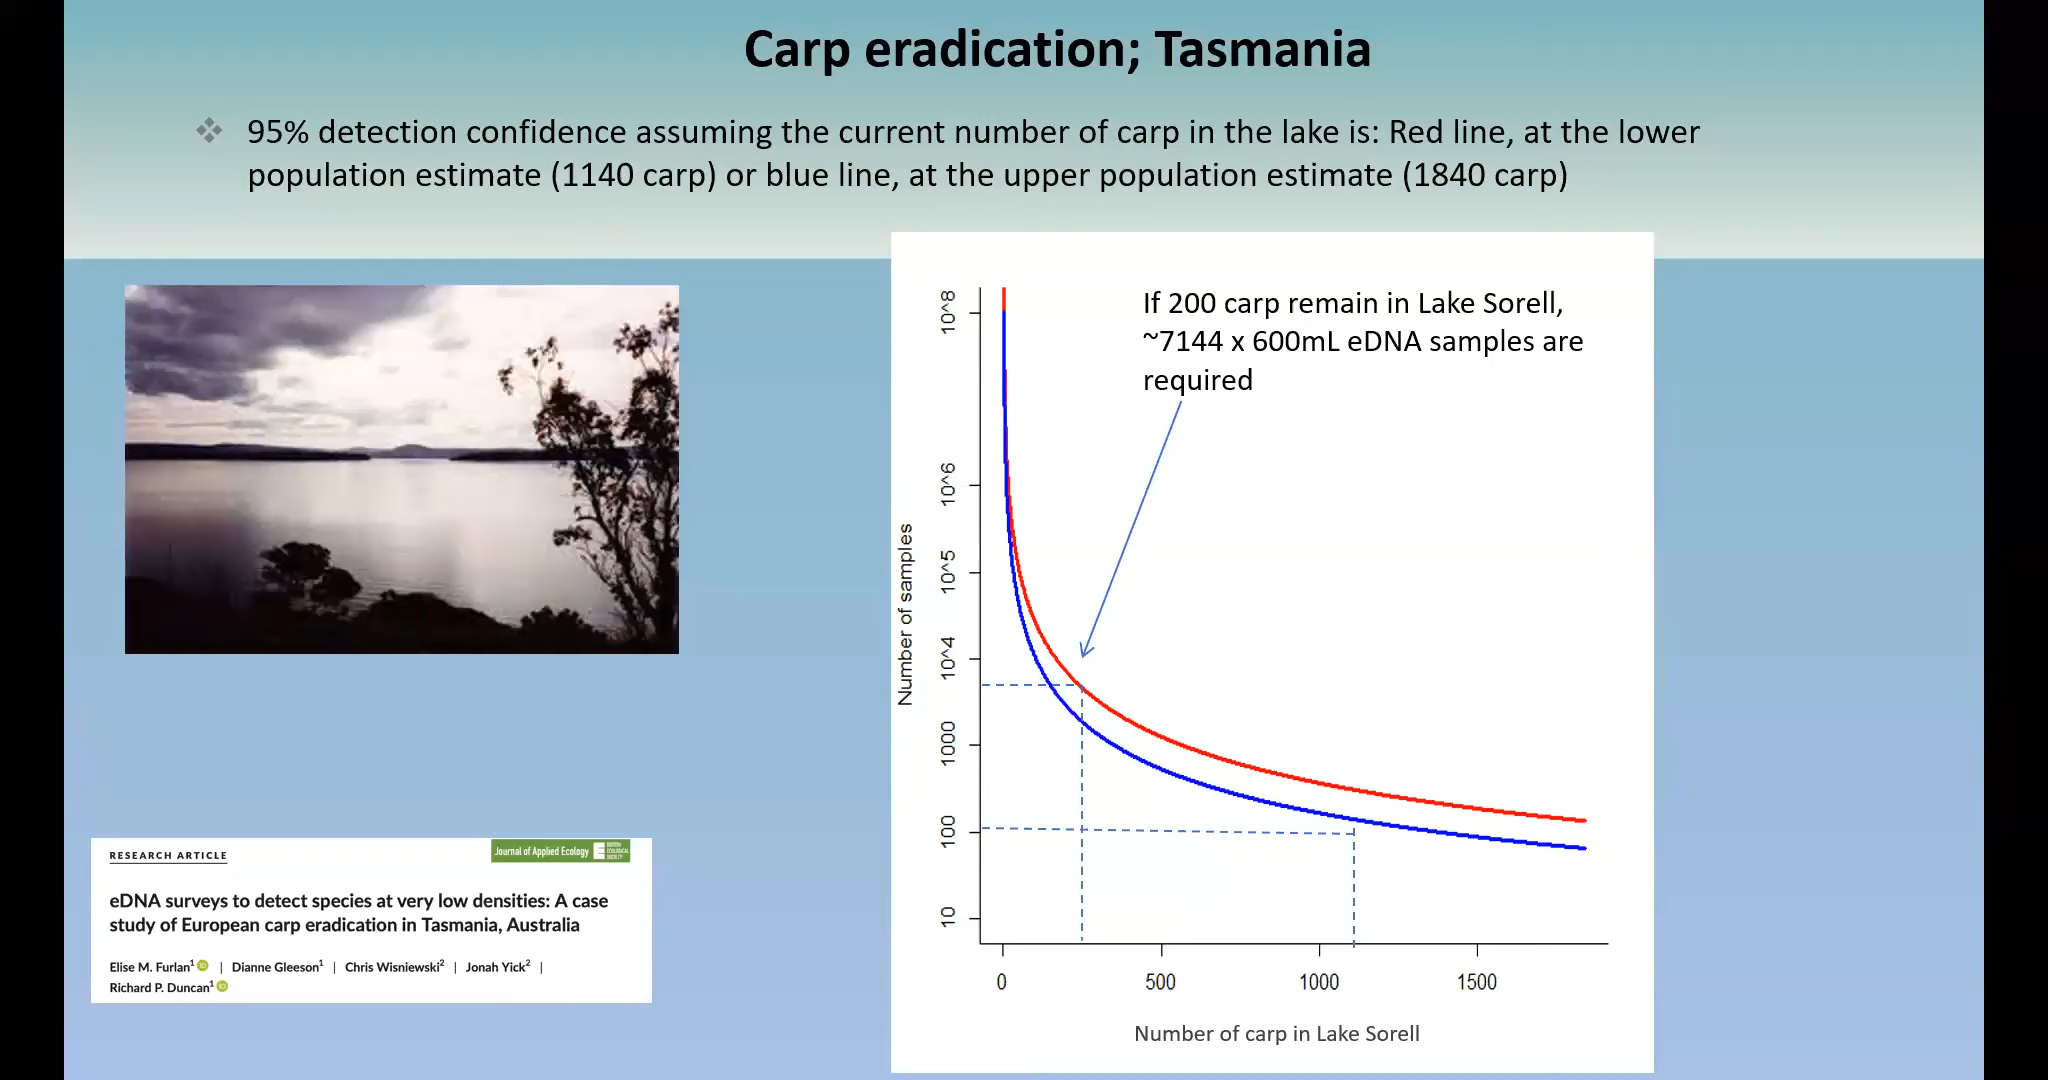 Carp eradication; Tasmania
95% detection confidence assuming the current number of carp in the lake is: Red line, at the lower
population estimate (1140 carp) or blue line, at the upper population estimate (1840 carp)
If 200 carp remain in Lake Sorell,
~7144 x 600mL eDNA samples are
required
Number of samples
10^8
10^6
10^5
10^4
1000
100
10
0
500
1000
1500
Number of carp in Lake Sorell
RESEARCH ARTICLE
Journal of Applied Ecology
BRITISH
ECOLOGICAL
SOCIETY
eDNA surveys to detect species at very low densities: A case
study of European carp eradication in Tasmania, Australia
Elise M. Furlan1 iD | Dianne Gleeson1 | Chris Wisniewski2 | Jonah Yick2 |
Richard P. Duncan1 iD